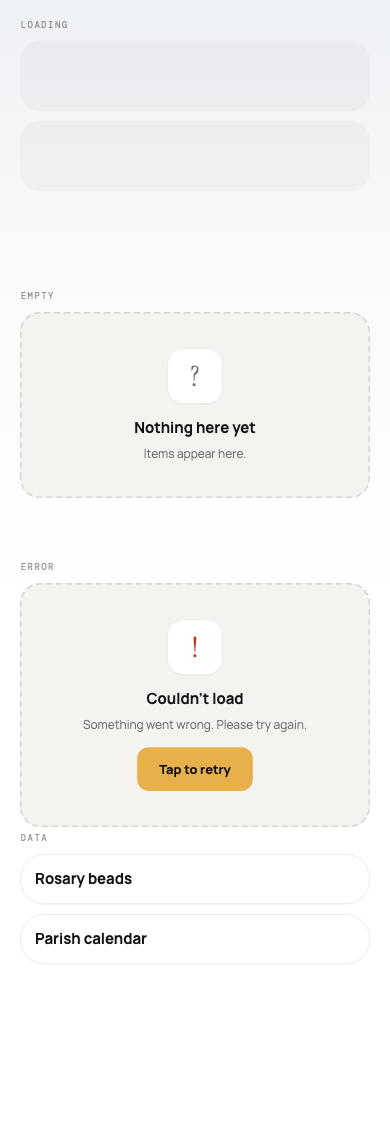 LOADING
EMPTY
?
Nothing here yet
Items appear here.
ERROR
!
Couldn't load
Something went wrong. Please try again.
Tap to retry
DATA
Rosary beads
Parish calendar